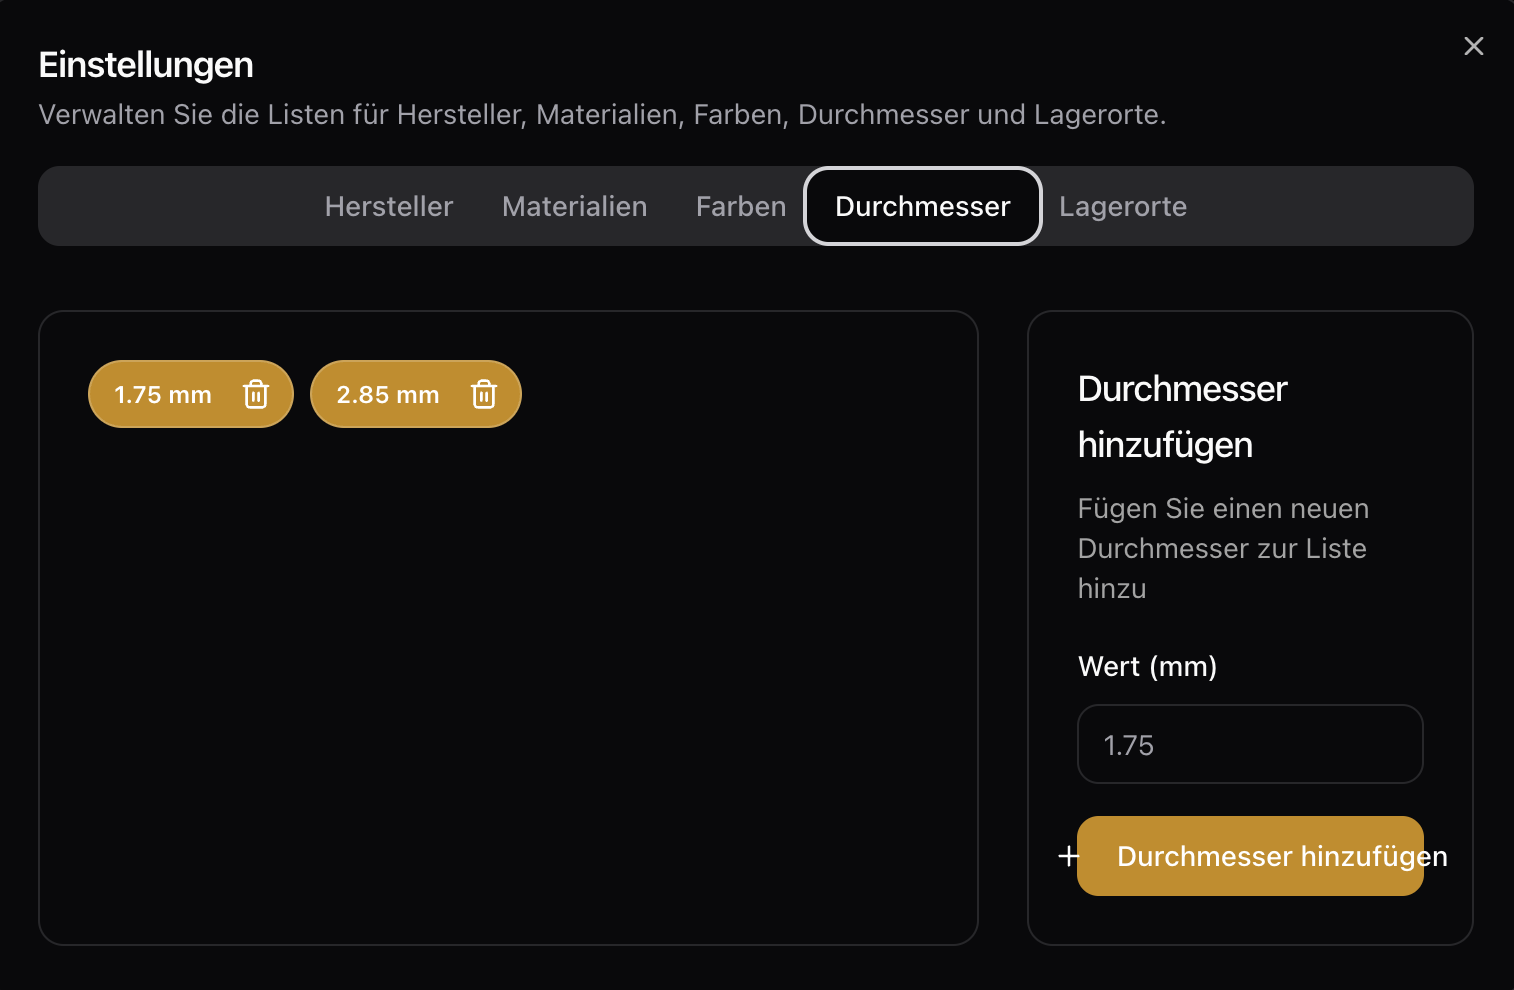 Einstellungen
Verwalten Sie die Listen für Hersteller, Materialien, Farben, Durchmesser und Lagerorte.
Hersteller Materialien Farben Durchmesser Lagerorte
1.75 mm 2.85 mm
Durchmesser
hinzufügen
Fügen Sie einen neuen
Durchmesser zur Liste
hinzu
Wert (mm)
1.75
+ Durchmesser hinzufügen